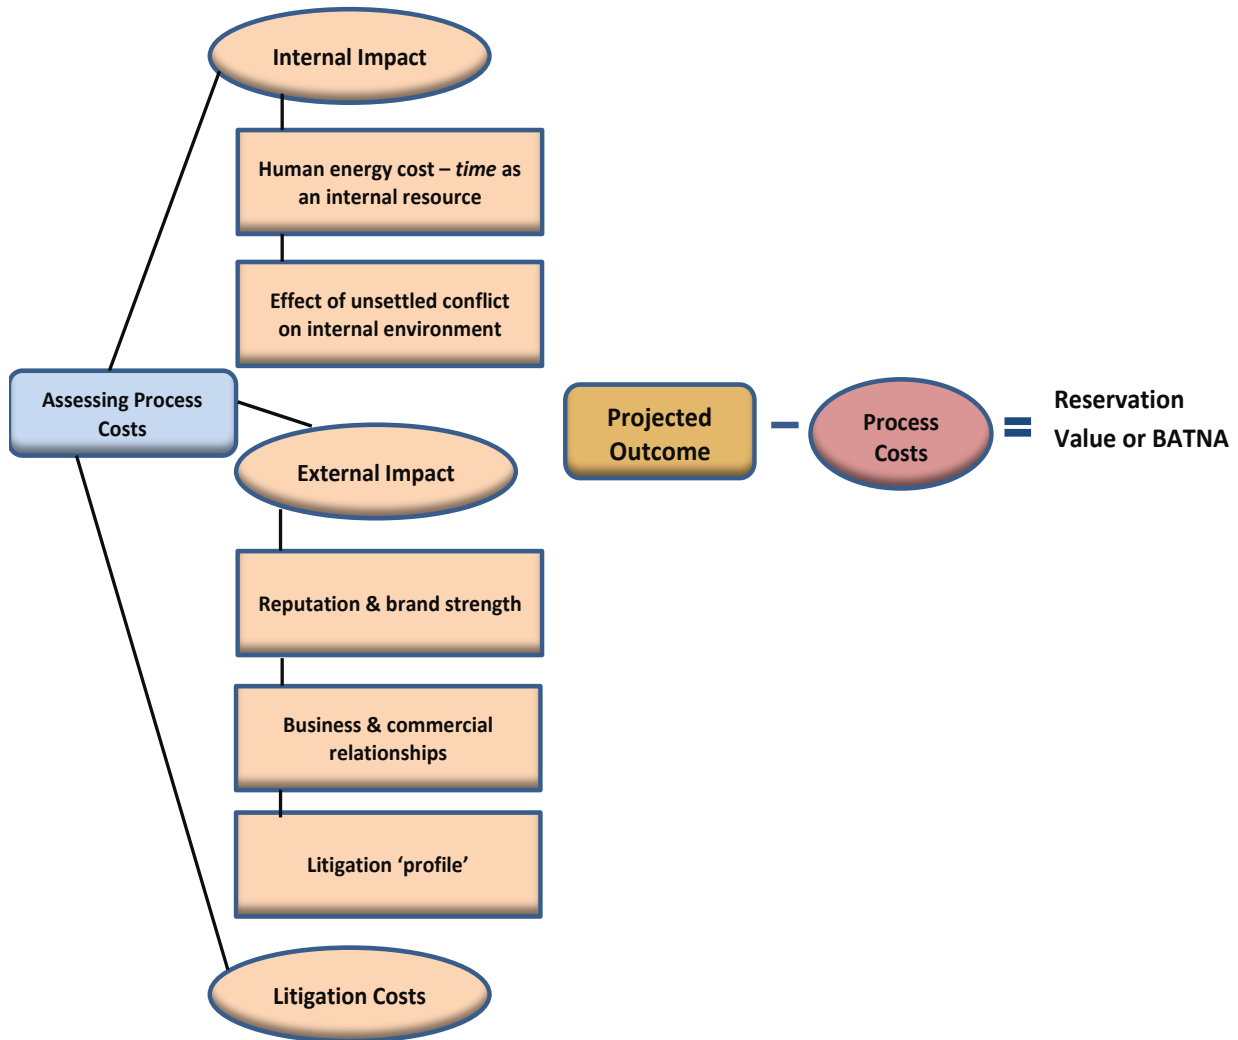 Internal Impact
Human energy cost – time as
an internal resource
Effect of unsettled conflict
on internal environment
Assessing Process
Costs
External Impact
Reputation & brand strength
Business & commercial
relationships
Litigation ‘profile’
Litigation Costs
Projected
Outcome
–
Process
Costs
=
Reservation
Value or BATNA